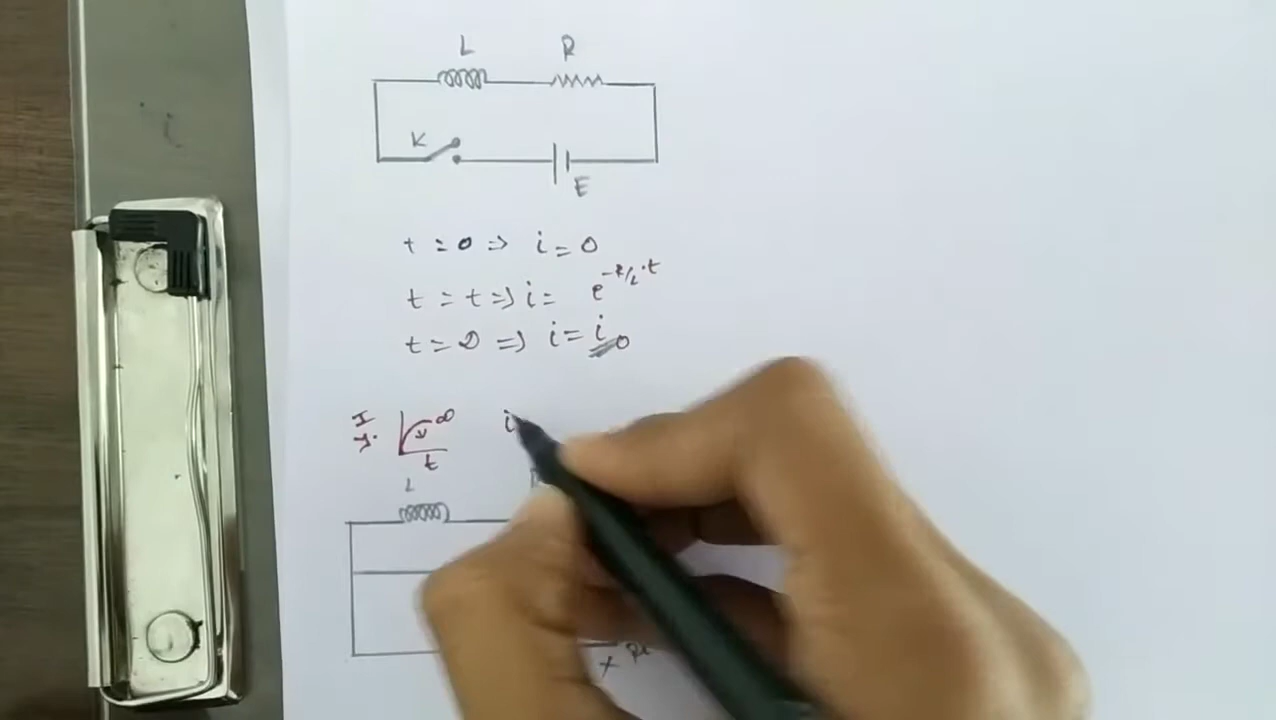 L R
K
E
t = 0 => i = 0
t = t => i = e^-R/L·t
t = ∞ => i = i₀
I
∞
t
i
L